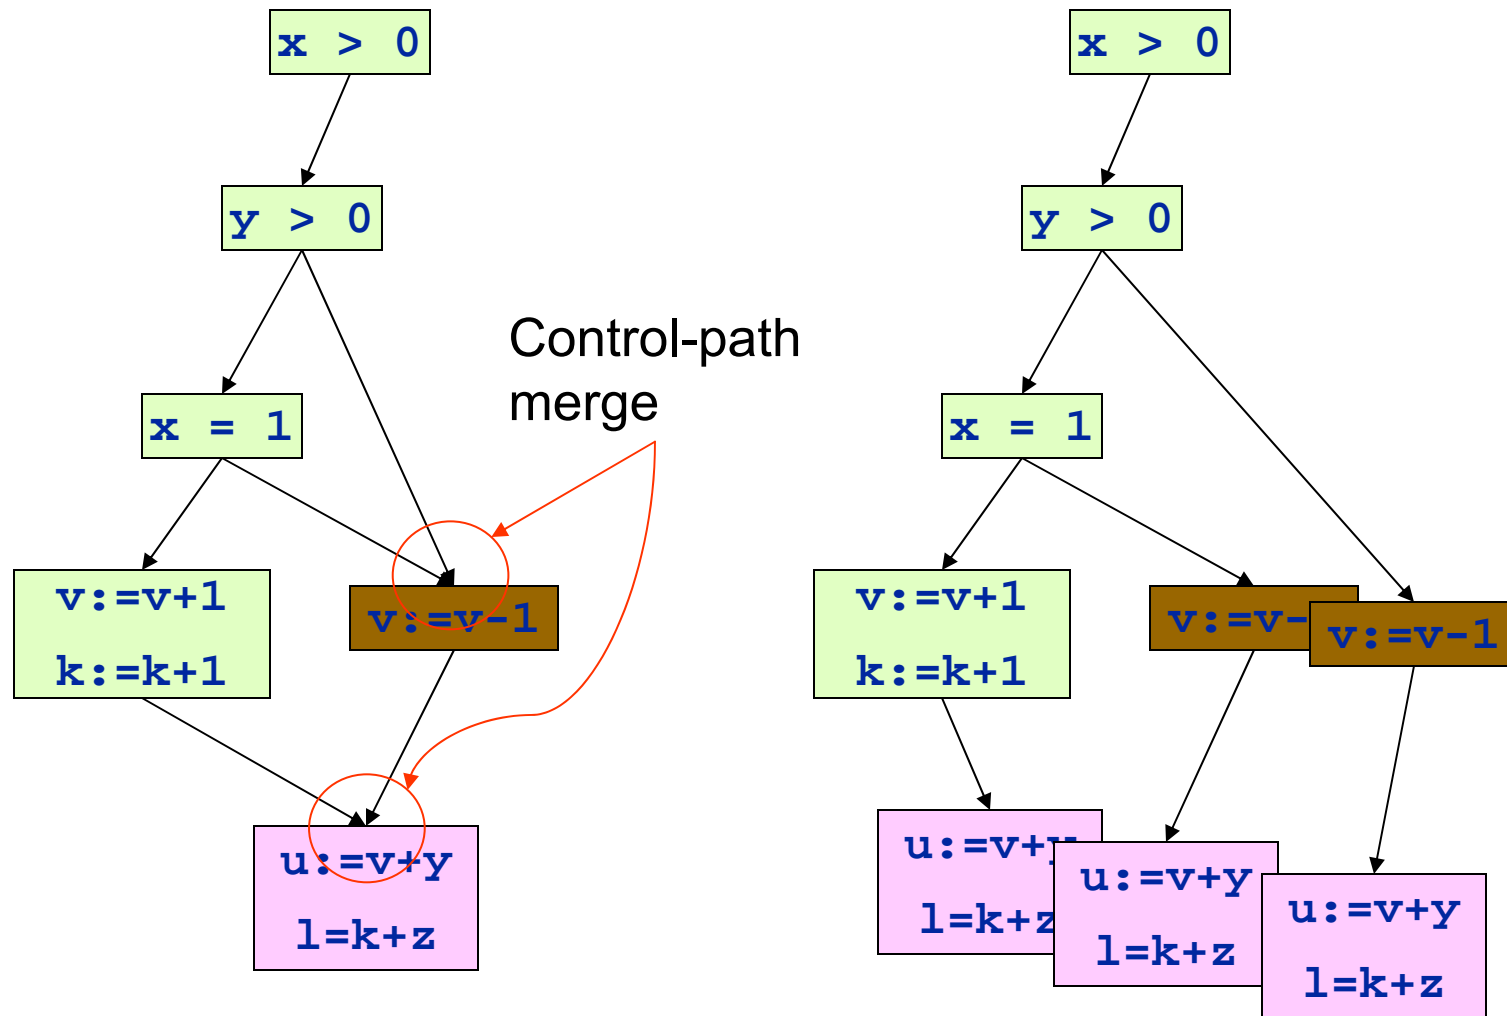 x > 0
y > 0
Control-path
merge
x = 1
v:=v+1
k:=k+1
v:=v-1
u:=v+y
l=k+z
x > 0
y > 0
x = 1
v:=v+1
k:=k+1
v:=v-
v:=v-1
u:=v+y
l=k+z
u:=v+y
l=k+z
u:=v+y
l=k+z